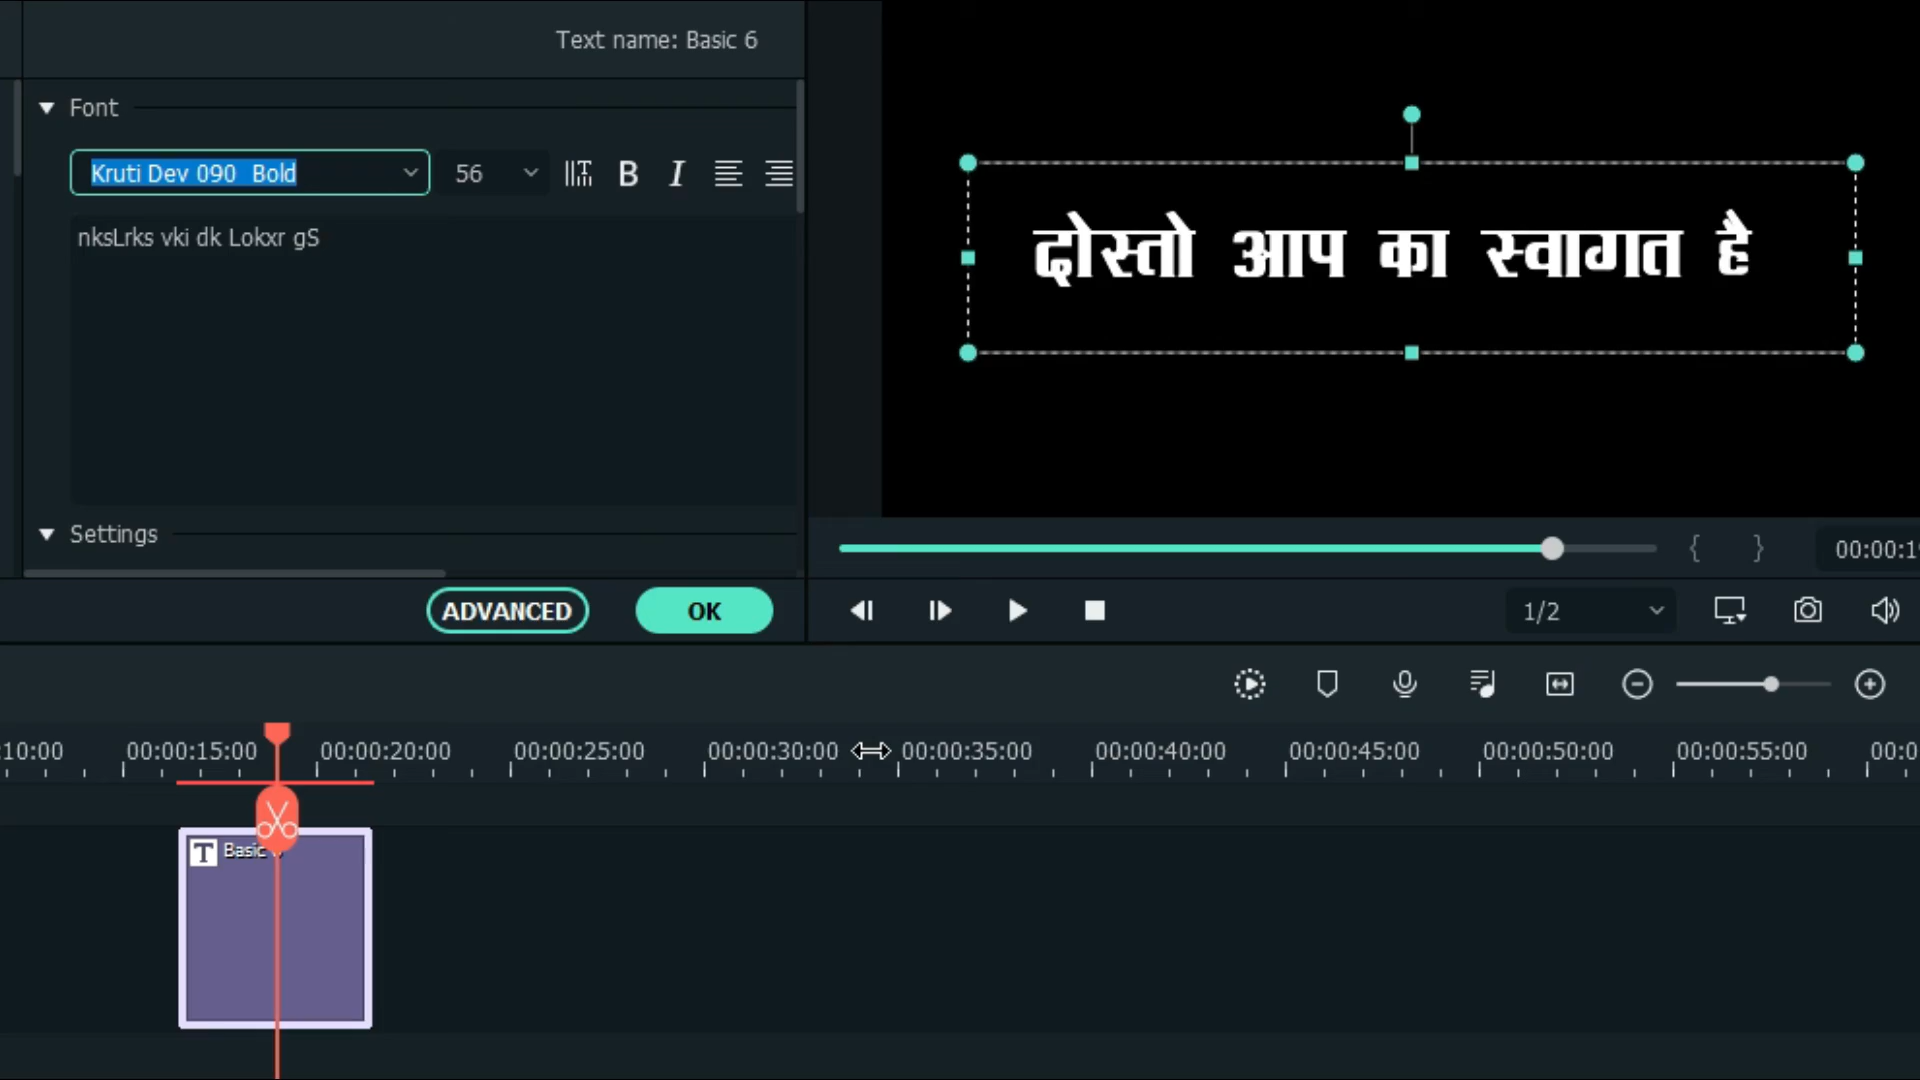 Text name: Basic 6
Font
Kruti Dev 090 Bold
56
B I
nksLrks vki dk Lokxr gS
दोस्तो आप का स्वागत है
Settings
ADVANCED
OK
{ }
00:00:1
1/2
:10:00
00:00:15:00
00:00:20:00
00:00:25:00
00:00:30:00
00:00:35:00
00:00:40:00
00:00:45:00
00:00:50:00
00:00:55:00
00:0
T Basic